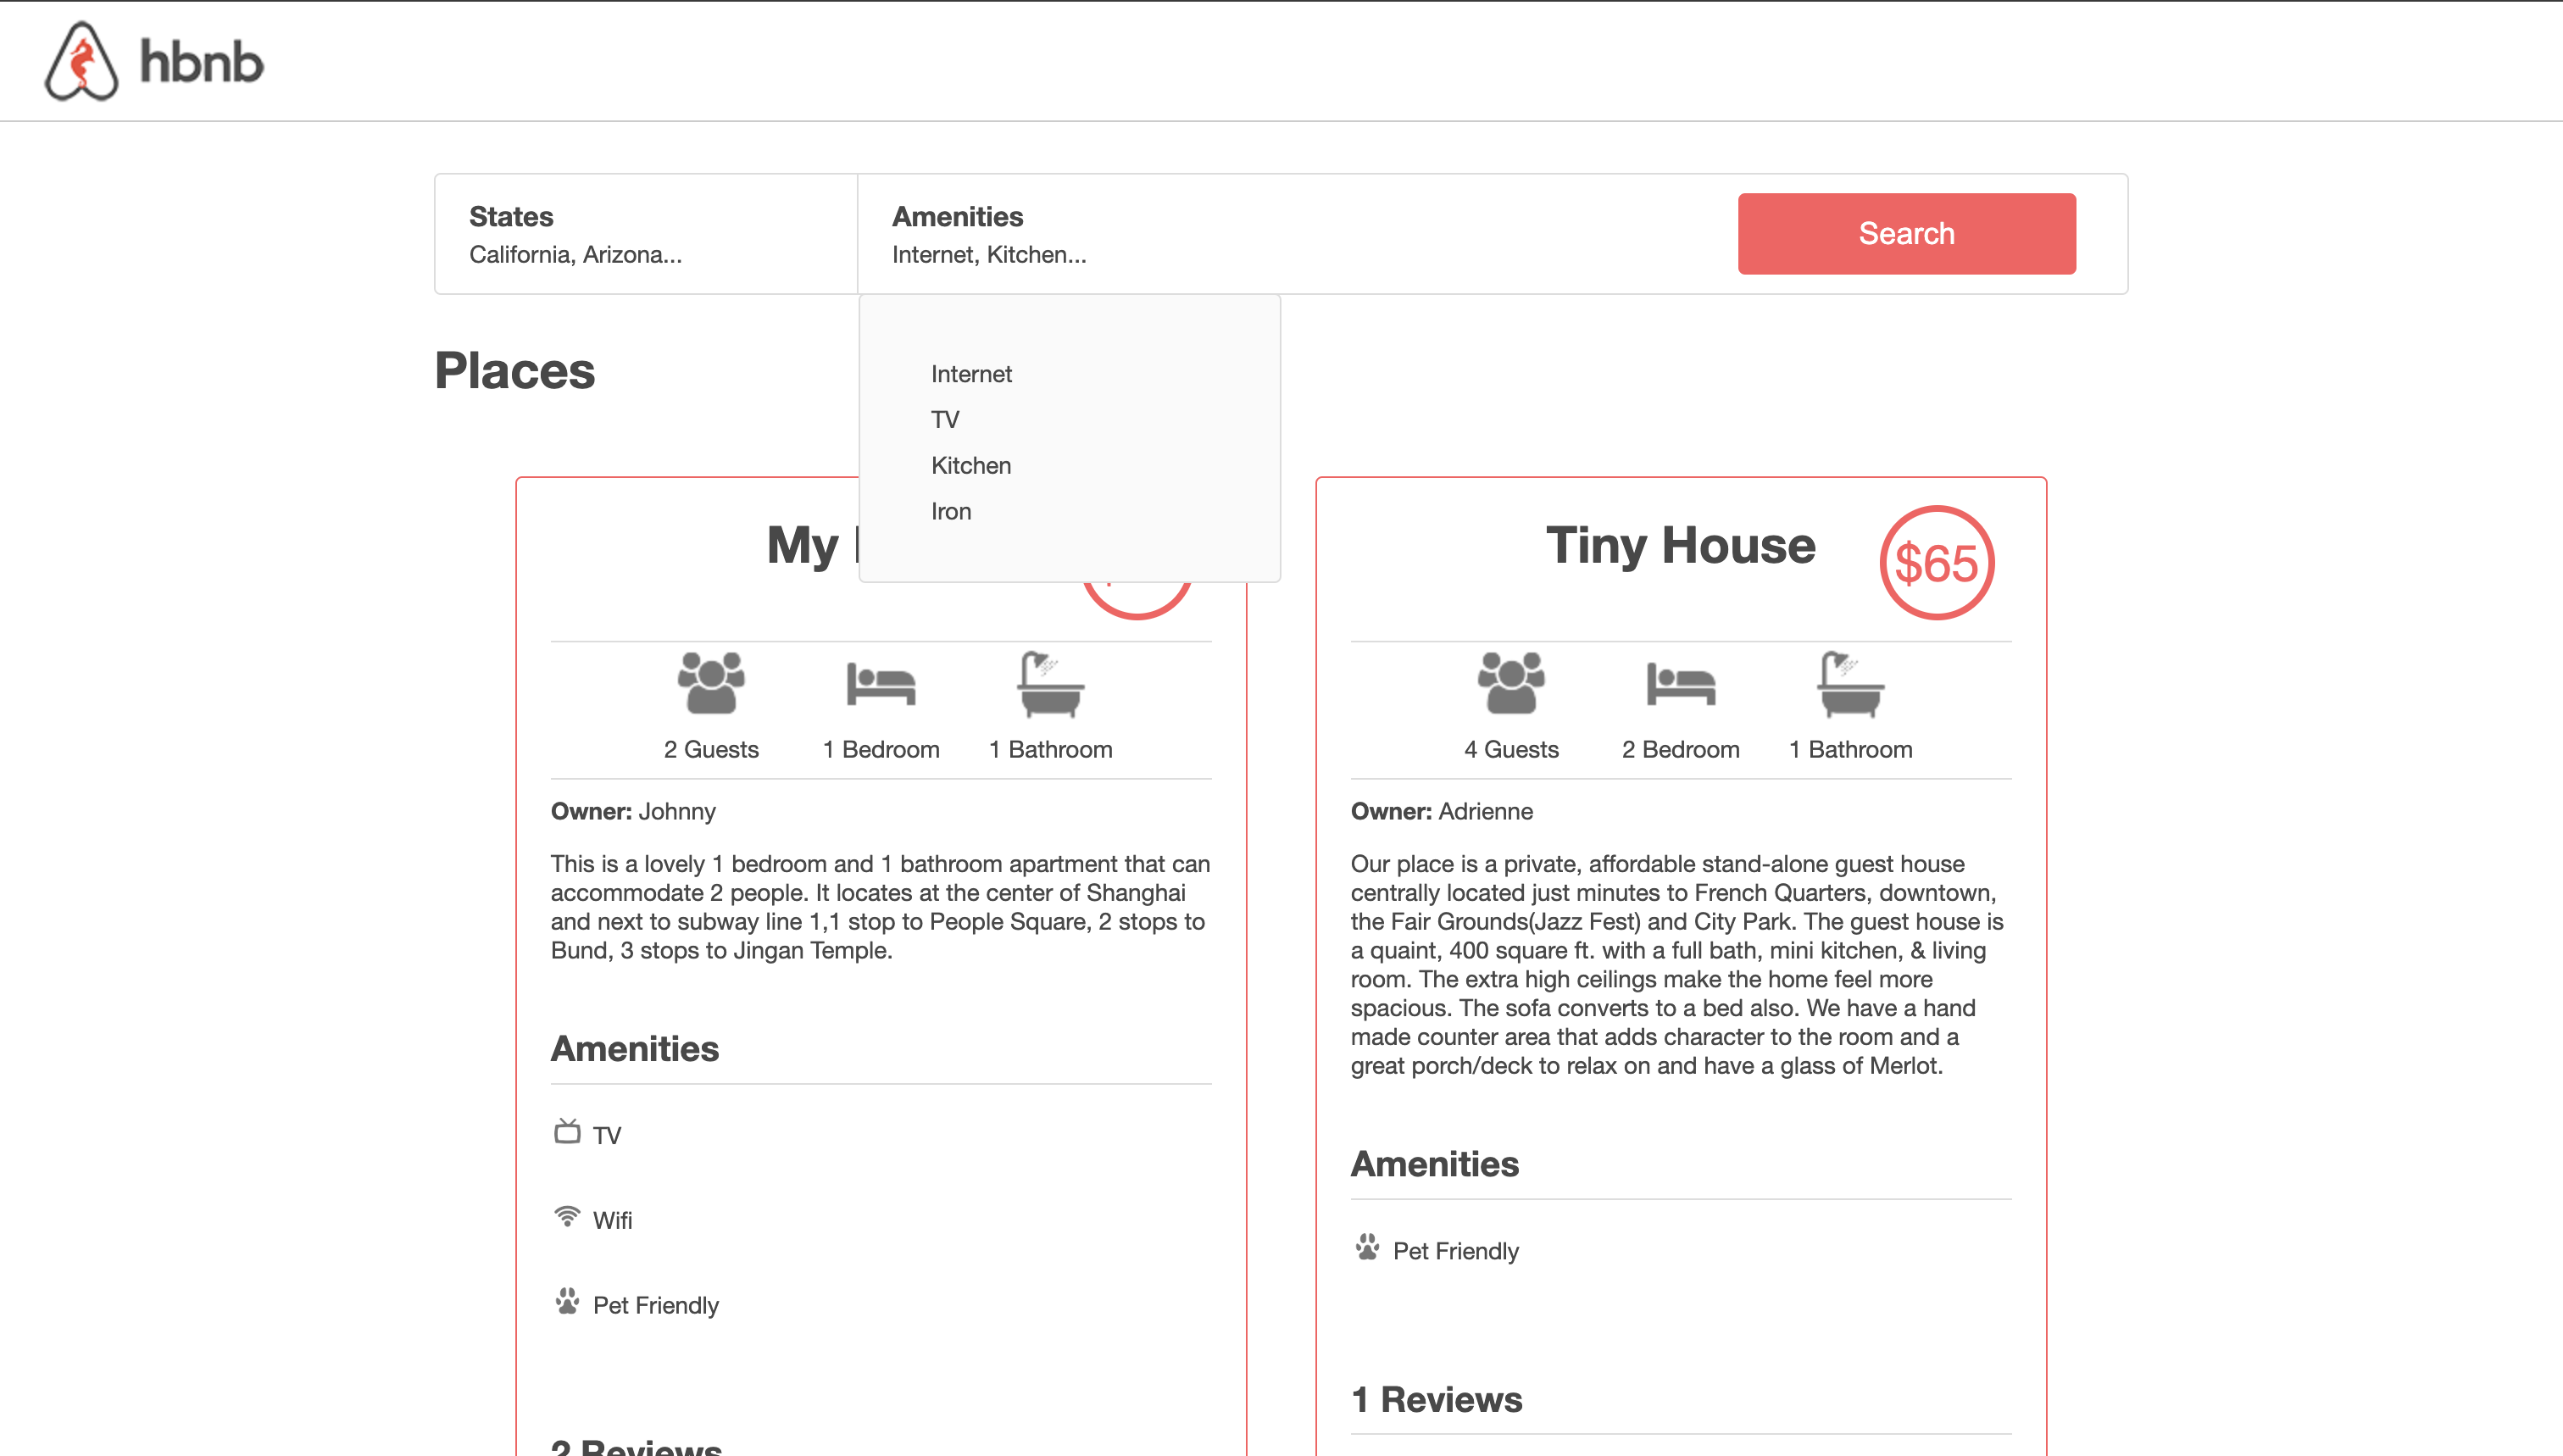 hbnb
States
California, Arizona...
Amenities
Internet, Kitchen...
Search
Internet
TV
Kitchen
Iron
Places
My
2 Guests
1 Bedroom
1 Bathroom
Owner: Johnny
This is a lovely 1 bedroom and 1 bathroom apartment that can
accommodate 2 people. It locates at the center of Shanghai
and next to subway line 1,1 stop to People Square, 2 stops to
Bund, 3 stops to Jingan Temple.
Amenities
TV
Wifi
Pet Friendly
2 Reviews
Tiny House
$65
4 Guests
2 Bedroom
1 Bathroom
Owner: Adrienne
Our place is a private, affordable stand-alone guest house
centrally located just minutes to French Quarters, downtown,
the Fair Grounds(Jazz Fest) and City Park. The guest house is
a quaint, 400 square ft. with a full bath, mini kitchen, & living
room. The extra high ceilings make the home feel more
spacious. The sofa converts to a bed also. We have a hand
made counter area that adds character to the room and a
great porch/deck to relax on and have a glass of Merlot.
Amenities
Pet Friendly
1 Reviews